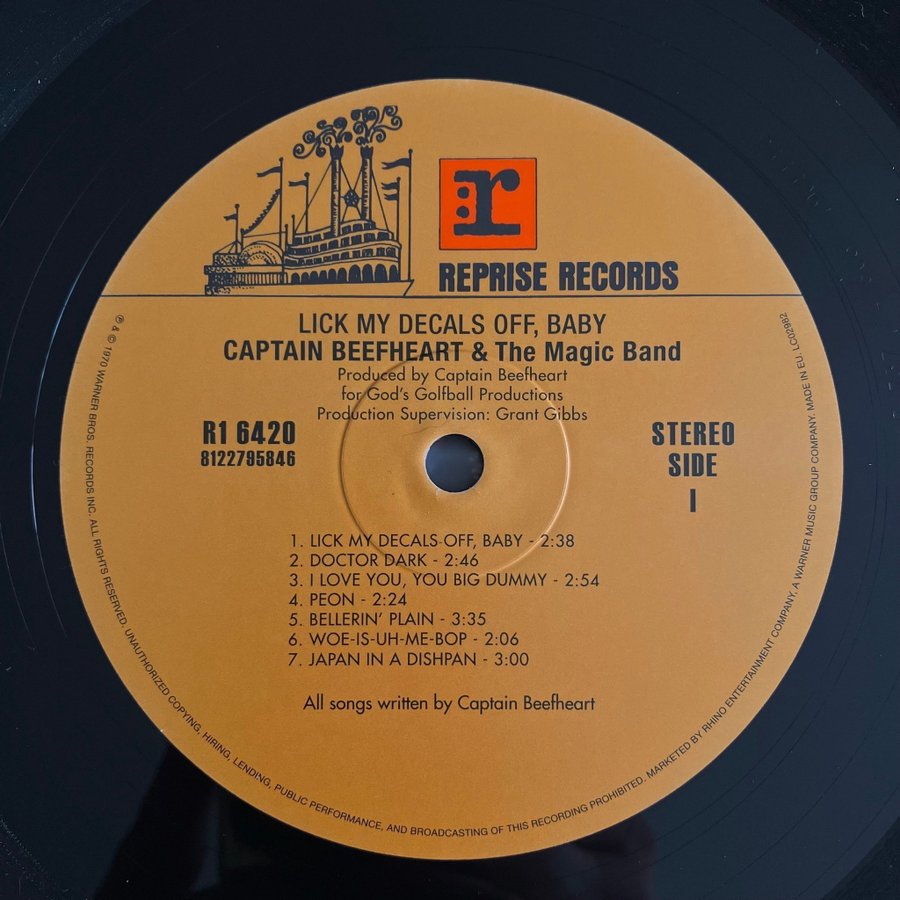 r
REPRISE RECORDS
LICK MY DECALS OFF, BABY
CAPTAIN BEEFHEART & The Magic Band
Produced by Captain Beefheart
for God's Golfball Productions
Production Supervision: Grant Gibbs
R1 6420
8122795846
STEREO
SIDE
1
1. LICK MY DECALS OFF, BABY - 2:38
2. DOCTOR DARK - 2:46
3. I LOVE YOU, YOU BIG DUMMY - 2:54
4. PEON - 2:24
5. BELLERIN' PLAIN - 3:35
6. WOE-IS-UH-ME-BOP - 2:06
7. JAPAN IN A DISHPAN - 3:00
All songs written by Captain Beefheart
℗ & © 1970 WARNER BROS. RECORDS INC. ALL RIGHTS RESERVED. UNAUTHORIZED COPYING, HIRING, LENDING, PUBLIC PERFORMANCE, AND BROADCASTING OF THIS RECORDING PROHIBITED. MARKETED BY RHINO ENTERTAINMENT COMPANY. A WARNER MUSIC GROUP COMPANY. MADE IN E.U. LC02982